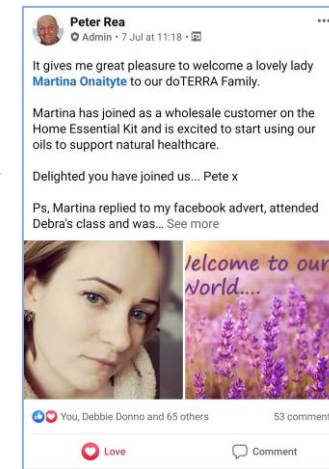 Peter Rea
Admin • 7 Jul at 11:18 •
It gives me great pleasure to welcome a lovely lady
Martina Onaityte to our doTERRA Family.
Martina has joined as a wholesale customer on the
Home Essential Kit and is excited to start using our
oils to support natural healthcare.
Delighted you have joined us... Pete x
Ps, Martina replied to my facebook advert, attended
Debra's class and was... See more
elcome to our
World....
You, Debbie Donno and 65 others 53 comment
Love Comment